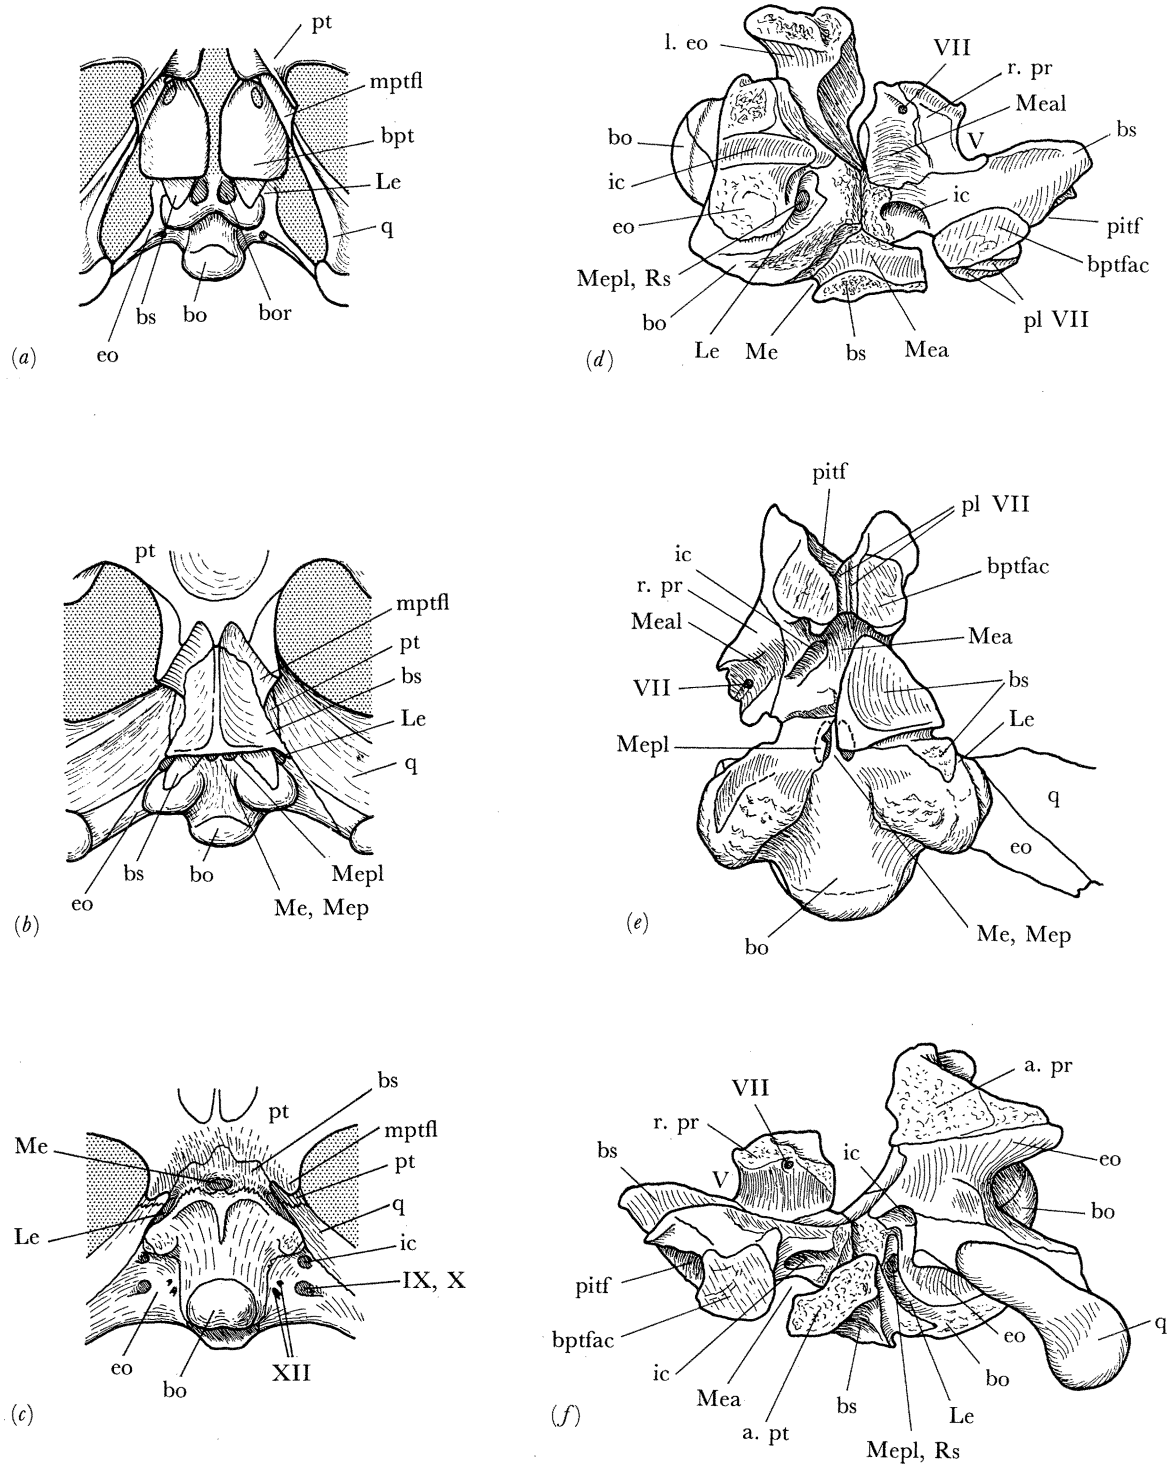 pt
mptfl
bpt
Le
q
bs
bo
bor
eo
(a)
l. eo
VII
r. pr
Meal
bs
V
bo
ic
ic
eo
pitf
bptfac
Mepl, Rs
bo
pl VII
Le
Me
bs
Mea
(d)
pt
mptfl
pt
bs
Le
q
bs
bo
Mepl
eo
Me, Mep
(b)
pitf
pl VII
ic
bptfac
r. pr
Meal
Mea
VII
bs
Le
Mepl
q
eo
Me, Mep
bo
(e)
bs
pt
mptfl
Me
pt
q
Le
ic
IX, X
eo
bo
XII
(c)
a. pr
VII
r. pr
bs
ic
V
eo
bo
pitf
bptfac
q
eo
ic
bo
Mea
bs
Le
a. pt
Mepl, Rs
(f)